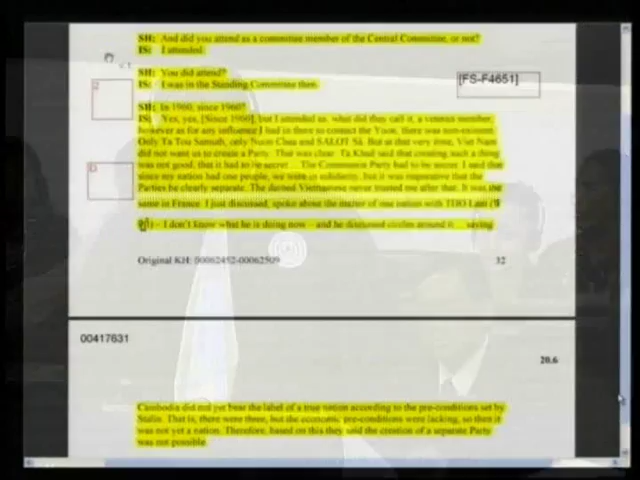 SH: And did you attend as a committee member of the Central Committee, or not?
IS: I attended.
SH: You did attend?
IS: I was in the Standing Committee then.
[FS-F4651]
SH: In 1960, since 1960?
IS: Yes, yes, [Since 1960], but I attended as, what did they call it, a veteran member,
however as for any influence I had in there to contact the Yuon, there was non-existent.
Only Ta Tou Samuth, only Nuon Chea and SALOT Sâ. But at that very time, Viet Nam
did not want us to create a Party. That was clear. Ta Khuð said that creating such a thing
was not good, that it had to be secret ... The Communist Party had to be secret. I said that
since my nation had one people, we were in solidarity, but it was imperative that the
Parties be clearly separate. The damned Vietnamese never trusted me after that. It was the
same in France. I just discussed, spoke about the matter of one nation with THO Lam
– I don't know what he is doing now – and he discussed circles around it ... saying
Original KH: 00062452-00062509
32
00417631
20.6
Cambodia did not yet bear the label of a true nation according to the pre-conditions set by
Stalin. That is, there were three, but the economic pre-conditions were lacking, so then it
was not yet a nation. Therefore, based on this they said the creation of a separate Party
was not possible.